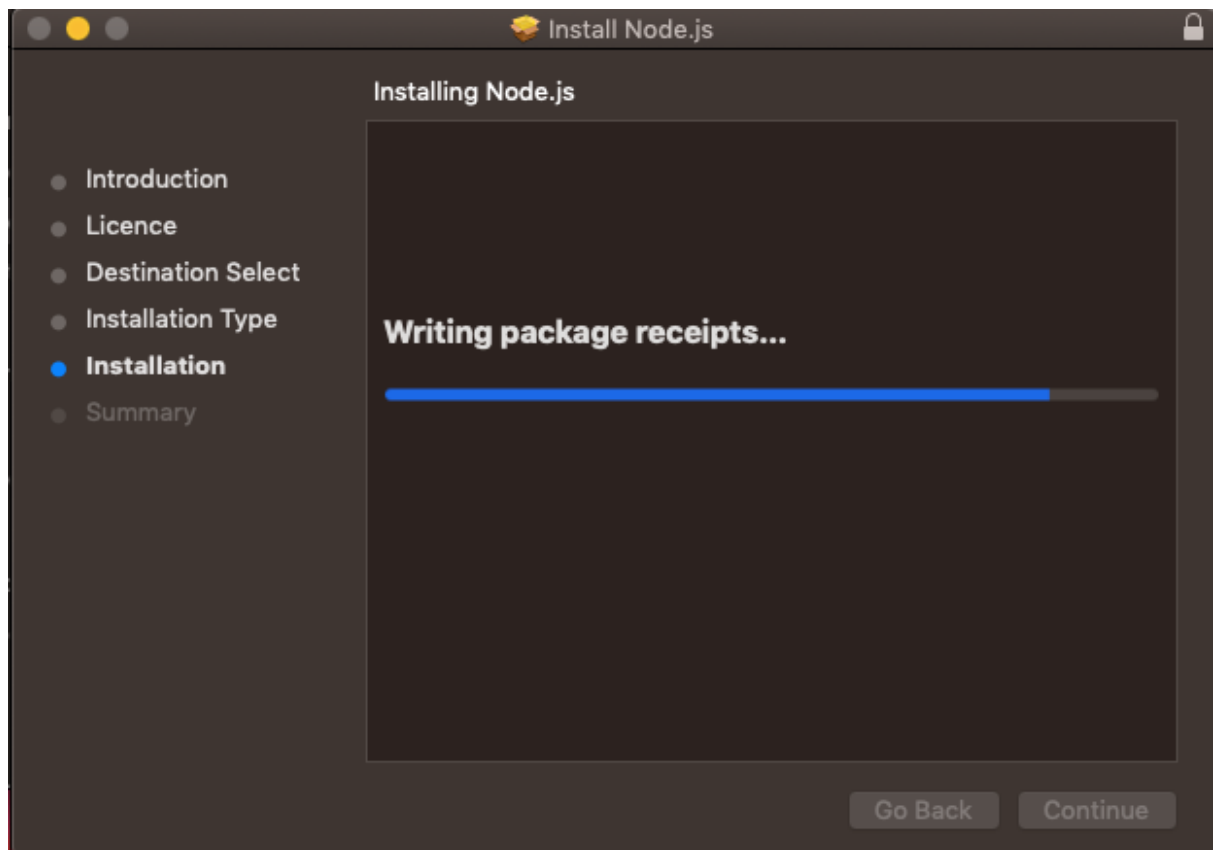 Install Node.js
Installing Node.js
Introduction
Licence
Destination Select
Installation Type
Installation
Summary
Writing package receipts...
Go Back
Continue